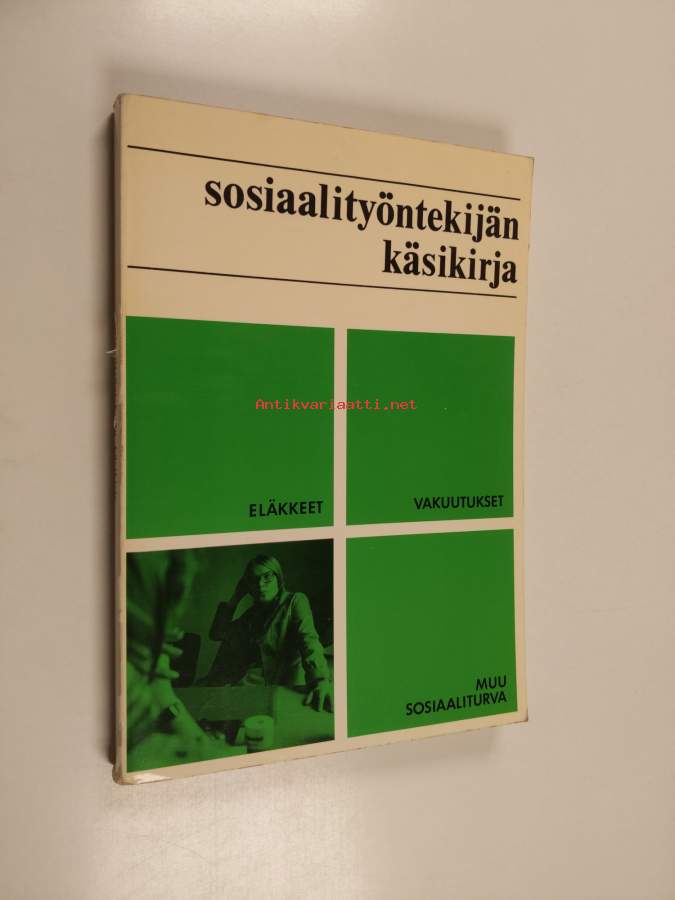 sosiaalityöntekijän
käsikirja
Antikvariaatti.net
ELÄKKEET
VAKUUTUKSET
MUU
SOSIAALITURVA